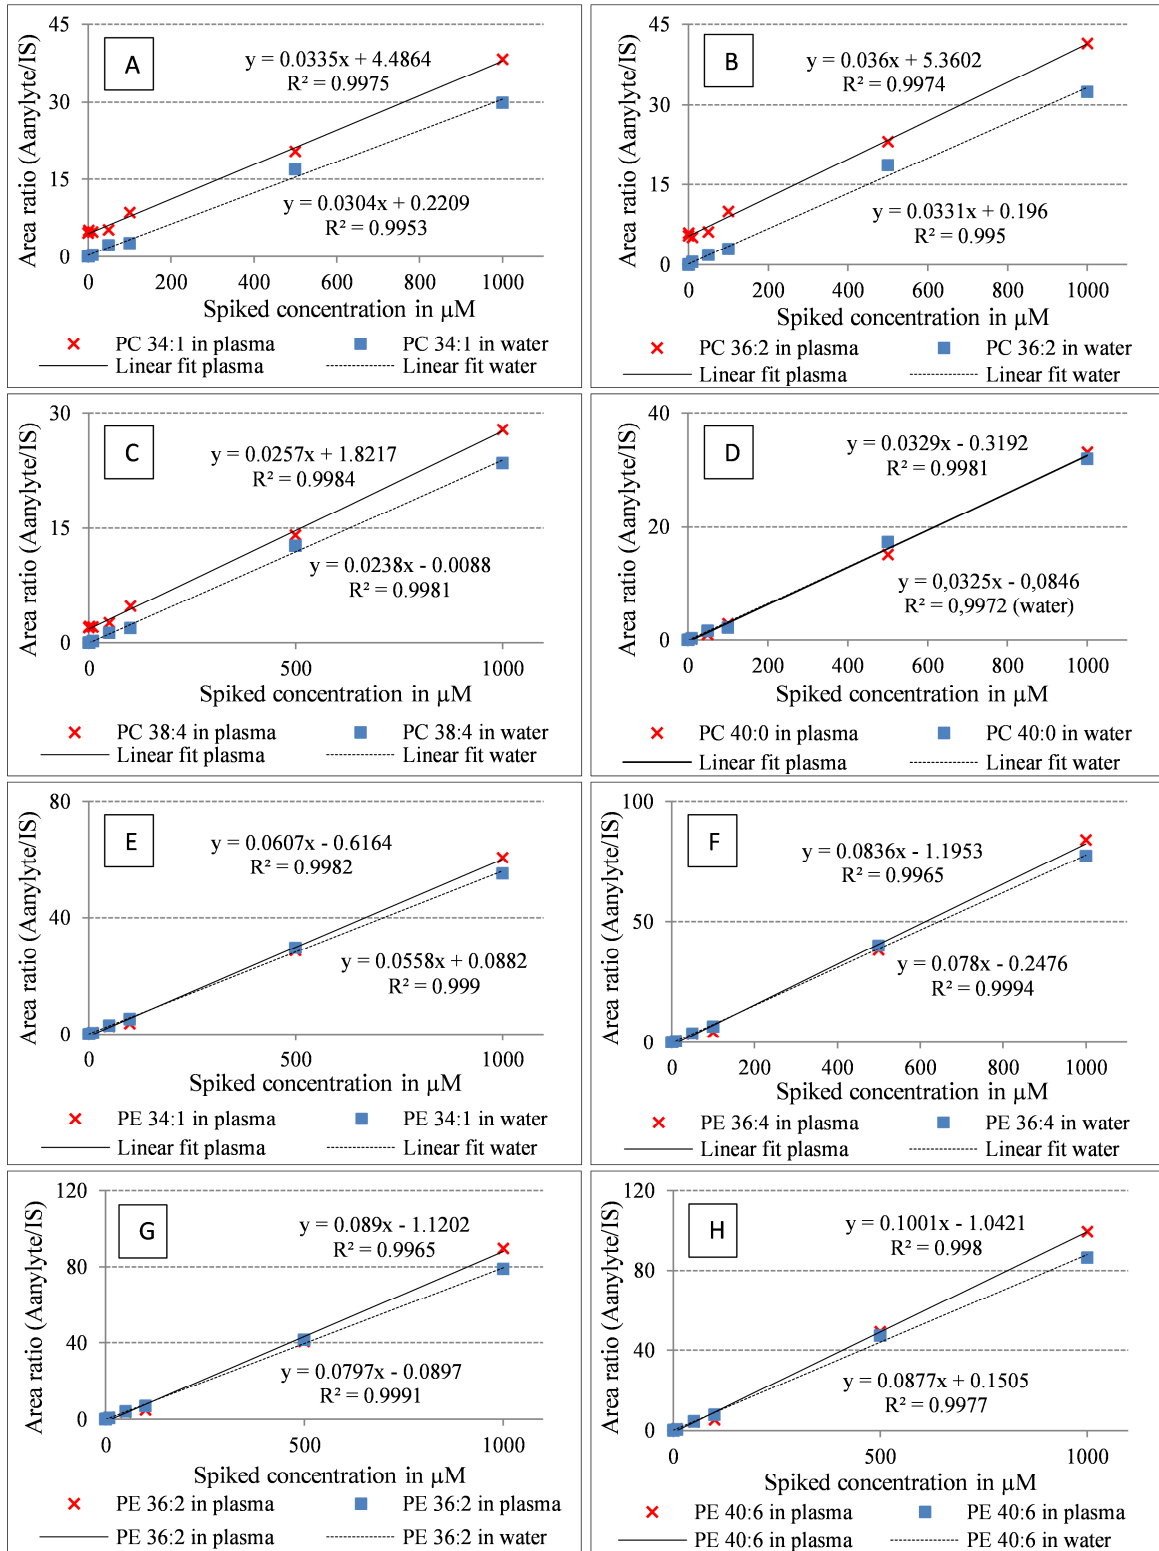 A
45
30
15
0
y = 0.0335x + 4.4864
R² = 0.9975
y = 0.0304x + 0.2209
R² = 0.9953
Area ratio (Aanylyte/IS)
0 200 400 600 800 1000
Spiked concentration in µM
PC 34:1 in plasma PC 34:1 in water
Linear fit plasma Linear fit water
B
45
30
15
0
y = 0.036x + 5.3602
R² = 0.9974
y = 0.0331x + 0.196
R² = 0.995
Area ratio (Aanylyte/IS)
0 200 400 600 800 1000
Spiked concentration in µM
PC 36:2 in plasma PC 36:2 in water
Linear fit plasma Linear fit water
C
30
15
0
y = 0.0257x + 1.8217
R² = 0.9984
y = 0.0238x - 0.0088
R² = 0.9981
Area ratio (Aanylyte/IS)
0 500 1000
Spiked concentration in µM
PC 38:4 in plasma PC 38:4 in water
Linear fit plasma Linear fit water
D
40
20
0
y = 0.0329x - 0.3192
R² = 0.9981
y = 0,0325x - 0,0846
R² = 0,9972 (water)
Area ratio (Aanylyte/IS)
0 200 400 600 800 1000
Spiked concentration in µM
PC 40:0 in plasma PC 40:0 in water
Linear fit plasma Linear fit water
E
80
40
0
y = 0.0607x - 0.6164
R² = 0.9982
y = 0.0558x + 0.0882
R² = 0.999
Area ratio (Aanylyte/IS)
0 500 1000
Spiked concentration in µM
PE 34:1 in plasma PE 34:1 in water
Linear fit plasma Linear fit water
F
100
50
0
y = 0.0836x - 1.1953
R² = 0.9965
y = 0.078x - 0.2476
R² = 0.9994
Area ratio (Aanylyte/IS)
0 200 400 600 800 1000
Spiked concentration in µM
PE 36:4 in plasma PE 36:4 in water
Linear fit plasma Linear fit water
G
120
80
40
0
y = 0.089x - 1.1202
R² = 0.9965
y = 0.0797x - 0.0897
R² = 0.9991
Area ratio (Aanylyte/IS)
0 500 1000
Spiked concentration in µM
PE 36:2 in plasma PE 36:2 in plasma
PE 36:2 in plasma PE 36:2 in water
H
120
80
40
0
y = 0.1001x - 1.0421
R² = 0.998
y = 0.0877x + 0.1505
R² = 0.9977
Area ratio (Aanylyte/IS)
0 500 1000
Spiked concentration in µM
PE 40:6 in plasma PE 40:6 in plasma
PE 40:6 in plasma PE 40:6 in water